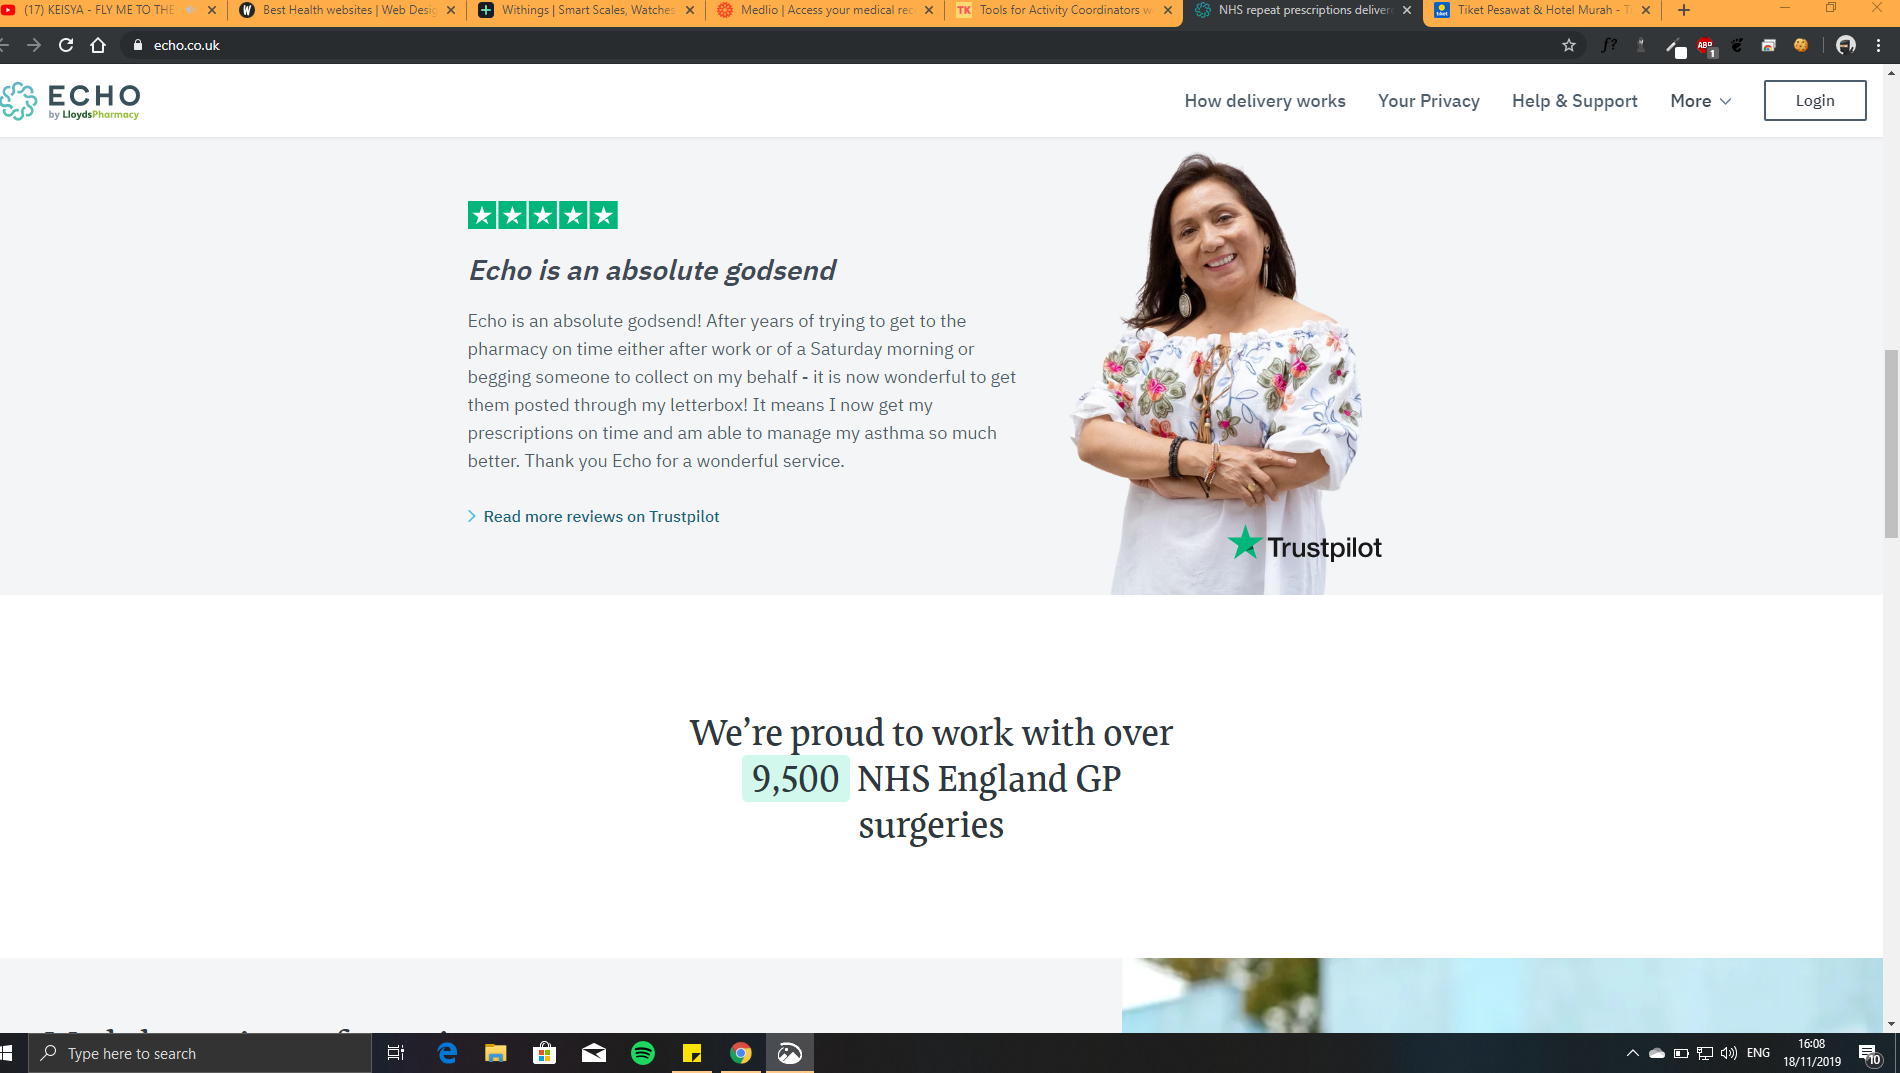 (17) KEISYA - FLY ME TO THE
Best Health websites | Web Desig
Withings | Smart Scales, Watches
Medlio | Access your medical rec
TK
Tools for Activity Coordinators w
NHS repeat prescriptions deliver
tiket
Tiket Pesawat & Hotel Murah - T
echo.co.uk
f?
ABP
1
ECHO
by LloydsPharmacy
How delivery works
Your Privacy
Help & Support
More
Login
Echo is an absolute godsend
Echo is an absolute godsend! After years of trying to get to the
pharmacy on time either after work or of a Saturday morning or
begging someone to collect on my behalf - it is now wonderful to get
them posted through my letterbox! It means I now get my
prescriptions on time and am able to manage my asthma so much
better. Thank you Echo for a wonderful service.
Read more reviews on Trustpilot
Trustpilot
We’re proud to work with over
9,500 NHS England GP
surgeries
Type here to search
ENG
16:08
18/11/2019
10